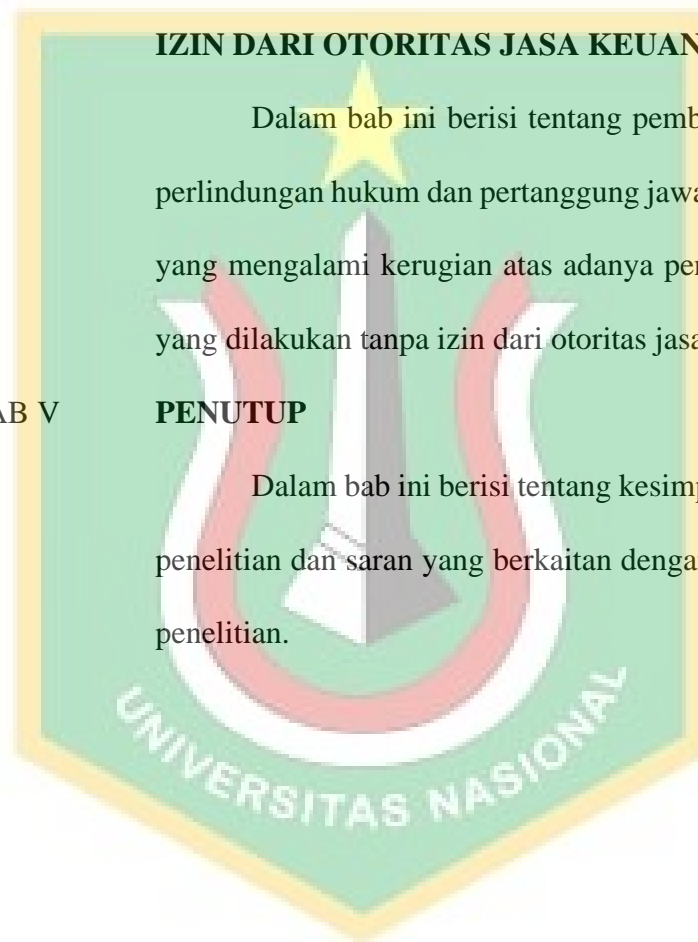 IZIN DARI OTORITAS JASA KEUAN
Dalam bab ini berisi tentang pemb
perlindungan hukum dan pertanggung jawa
yang mengalami kerugian atas adanya per
yang dilakukan tanpa izin dari otoritas jasa
AB V PENUTUP
Dalam bab ini berisi tentang kesimp
penelitian dan saran yang berkaitan denga
penelitian.
UNIVERSITAS NASIONAL